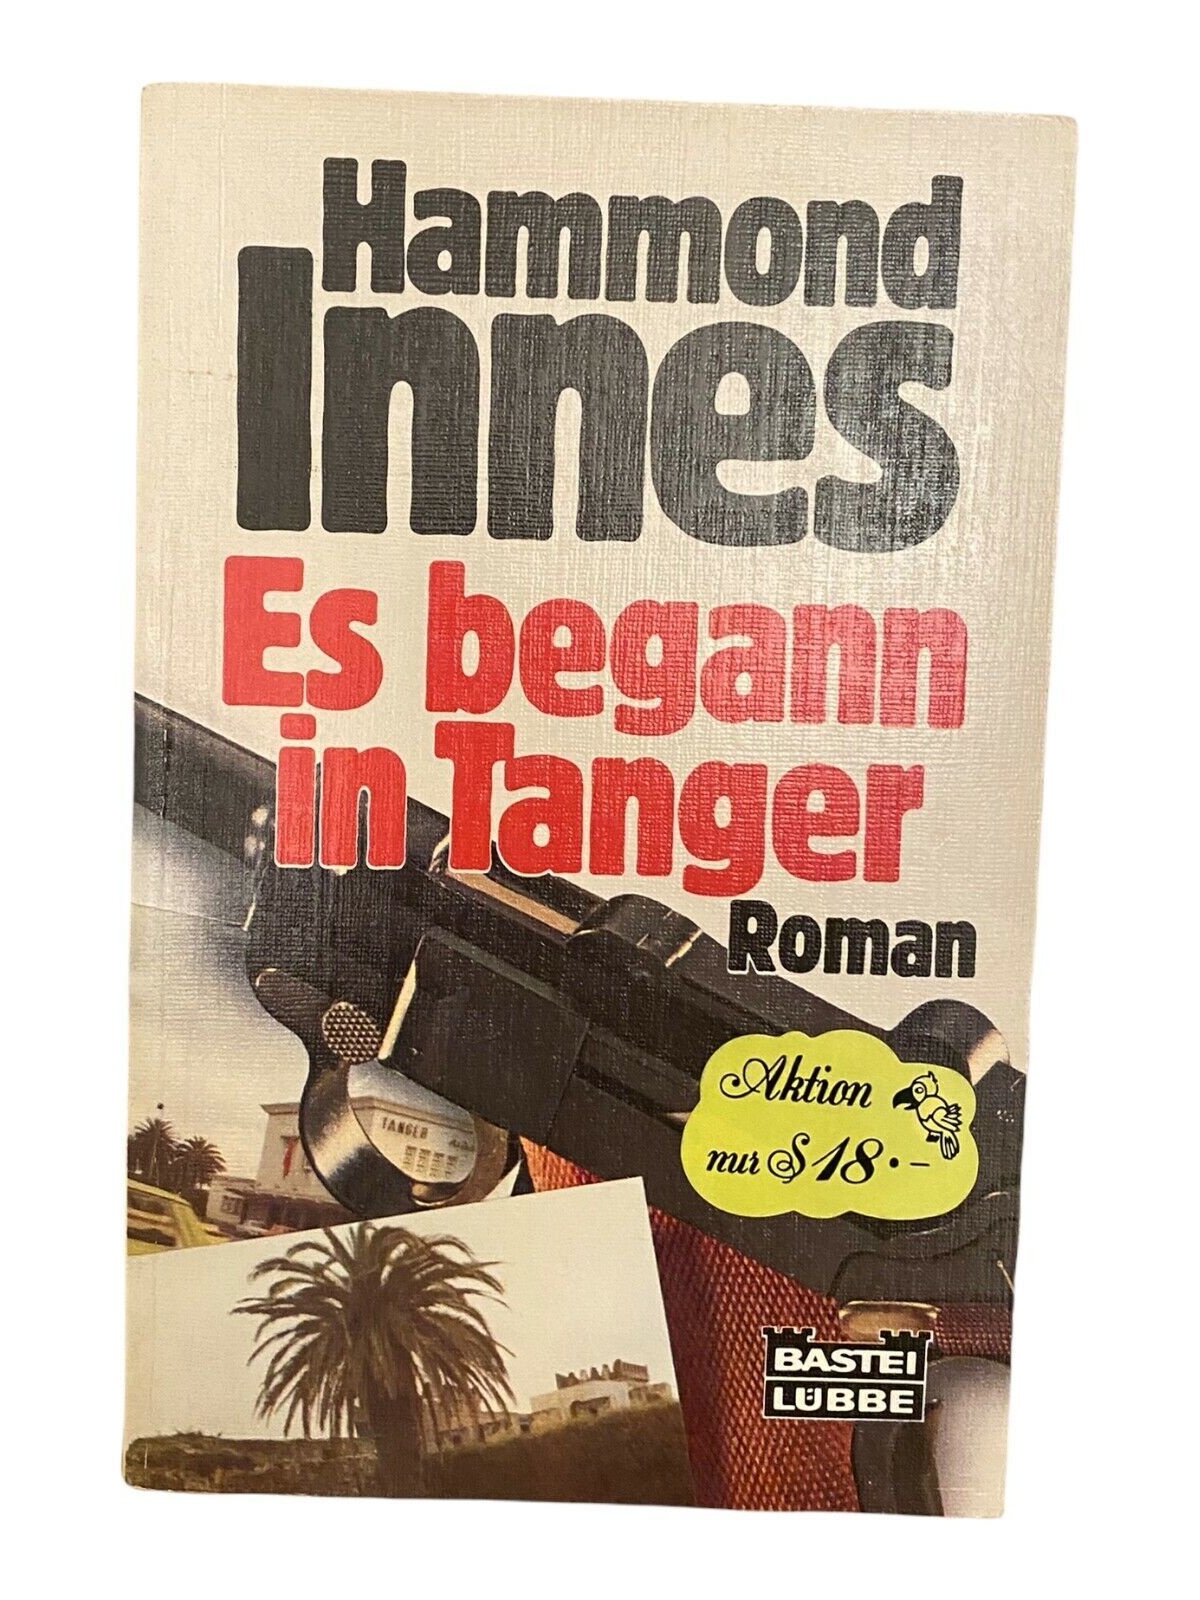 Hammond
Innes
Es begann
in Tanger
Roman
Aktion
nur S 18.-
TANGER
BASTEI
LÜBBE